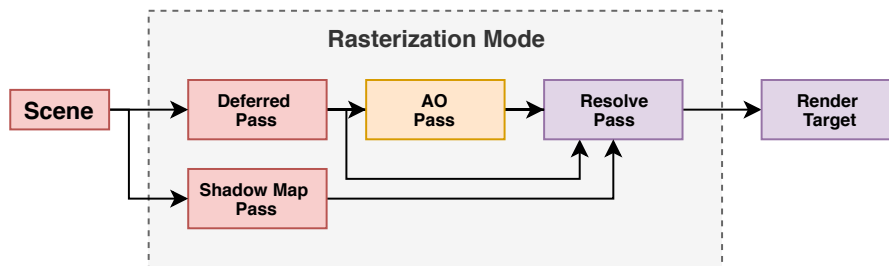 Rasterization Mode
Scene
Deferred
Pass
AO
Pass
Resolve
Pass
Render
Target
Shadow Map
Pass